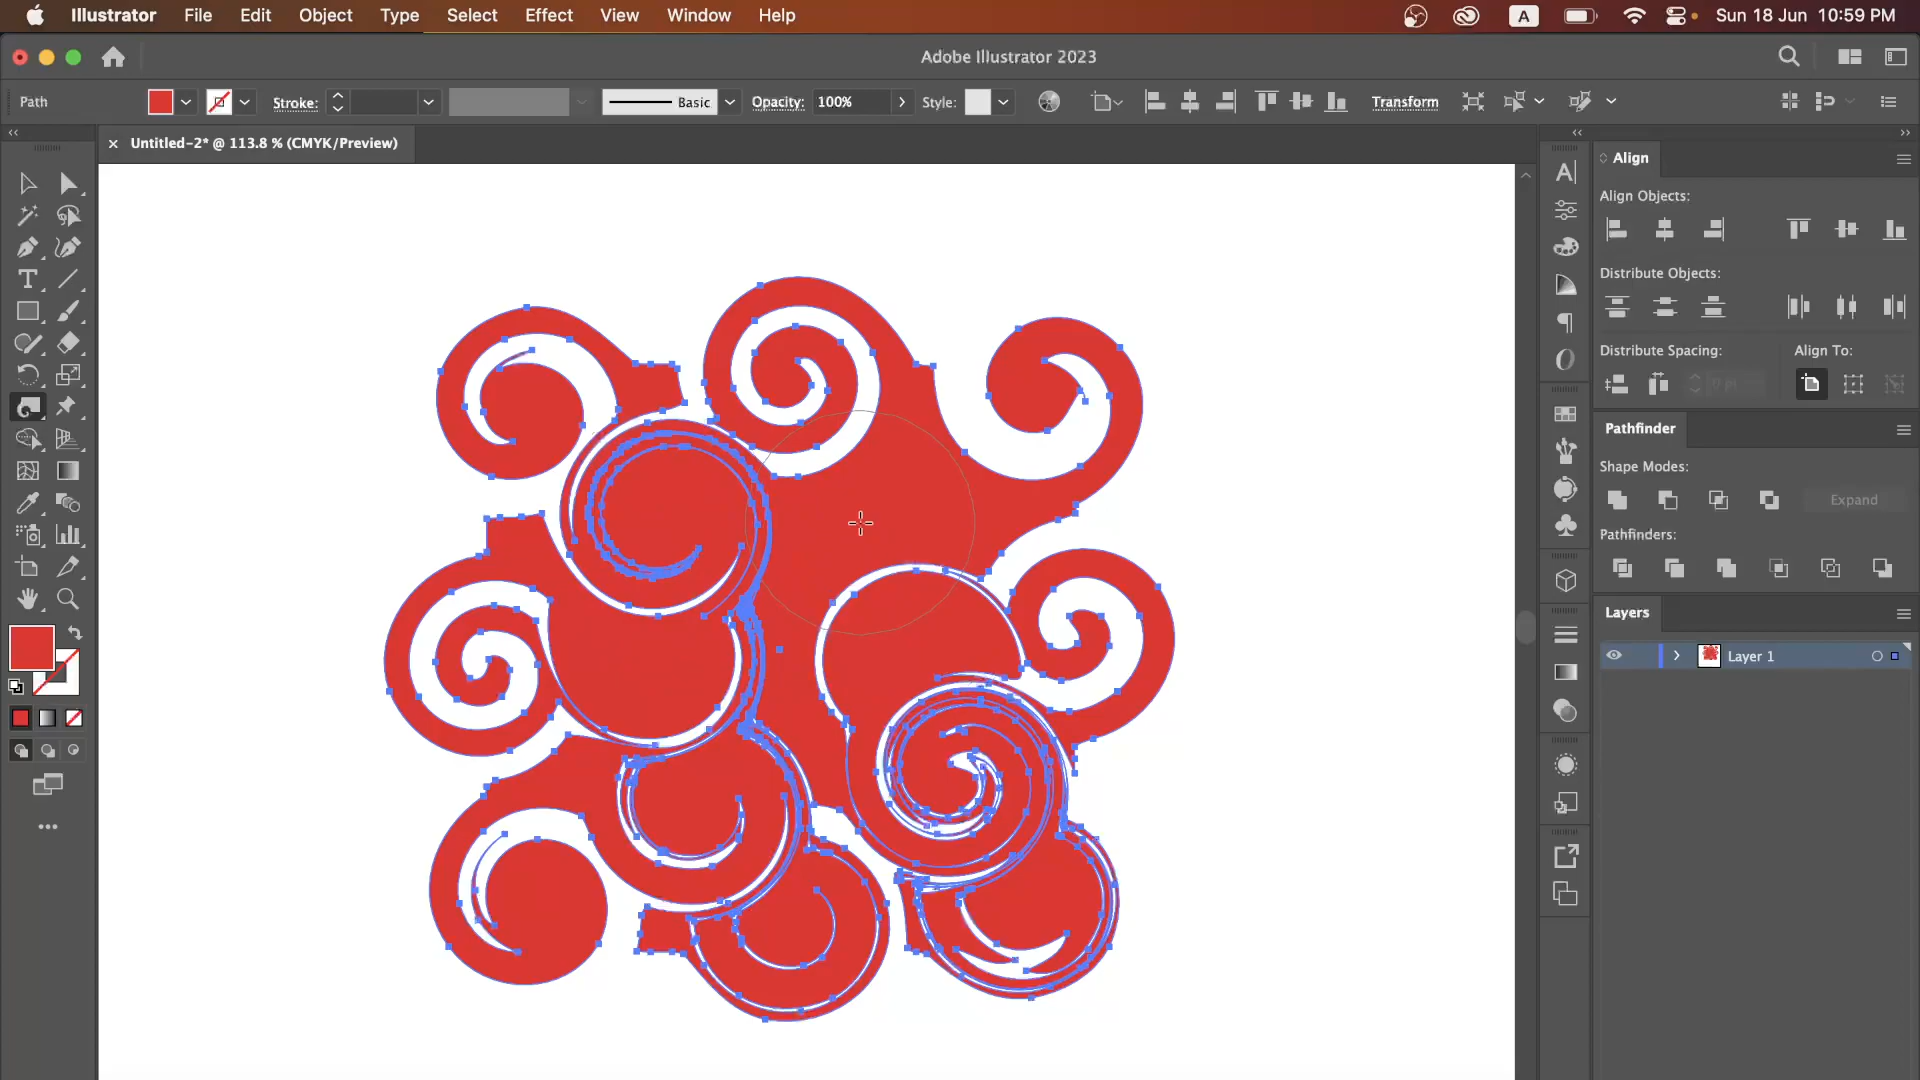 Illustrator File Edit Object Type Select Effect View Window Help A Sun 18 Jun 10:59 PM
Adobe Illustrator 2023
Path Stroke: Basic Opacity: 100% Style: Transform
× Untitled-2* @ 113.8 % (CMYK/Preview)
Align
Align Objects:
Distribute Objects:
Distribute Spacing: Align To:
0 pt
Pathfinder
Shape Modes:
Expand
Pathfinders:
Layers
Layer 1